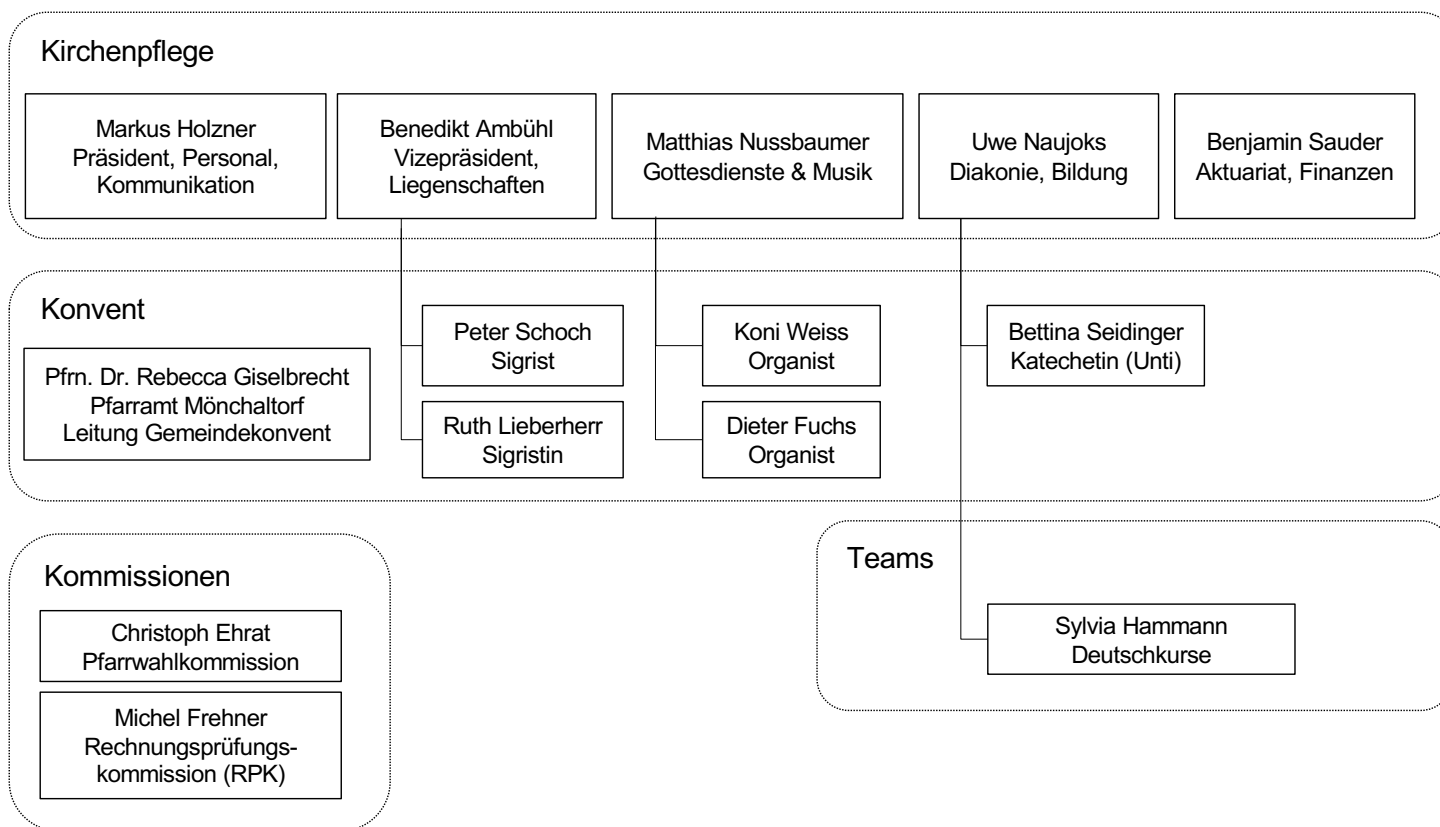 Kirchenpflege
Markus Holzner
Präsident, Personal,
Kommunikation
Benedikt Ambühl
Vizepräsident,
Liegenschaften
Matthias Nussbaumer
Gottesdienste & Musik
Uwe Naujoks
Diakonie, Bildung
Benjamin Sauder
Aktuariat, Finanzen
Konvent
Pfrn. Dr. Rebecca Giselbrecht
Pfarramt Mönchaltorf
Leitung Gemeindekonvent
Peter Schoch
Sigrist
Ruth Lieberherr
Sigristin
Koni Weiss
Organist
Dieter Fuchs
Organist
Bettina Seidinger
Katechetin (Unti)
Kommissionen
Christoph Ehrat
Pfarrwahlkommission
Michel Frehner
Rechnungsprüfungs-
kommission (RPK)
Teams
Sylvia Hammann
Deutschkurse